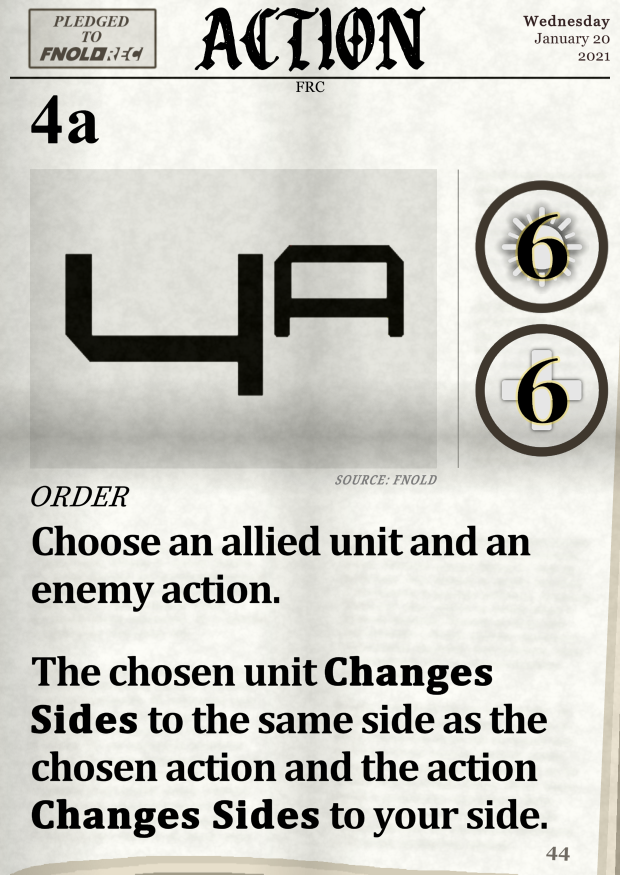 PLEDGED
TO
FNOLD REC
ACTION
Wednesday
January 20
2021
FRC
4a
4A
6
6
SOURCE: FNOLD
ORDER
Choose an allied unit and an
enemy action.
The chosen unit Changes
Sides to the same side as the
chosen action and the action
Changes Sides to your side.
44